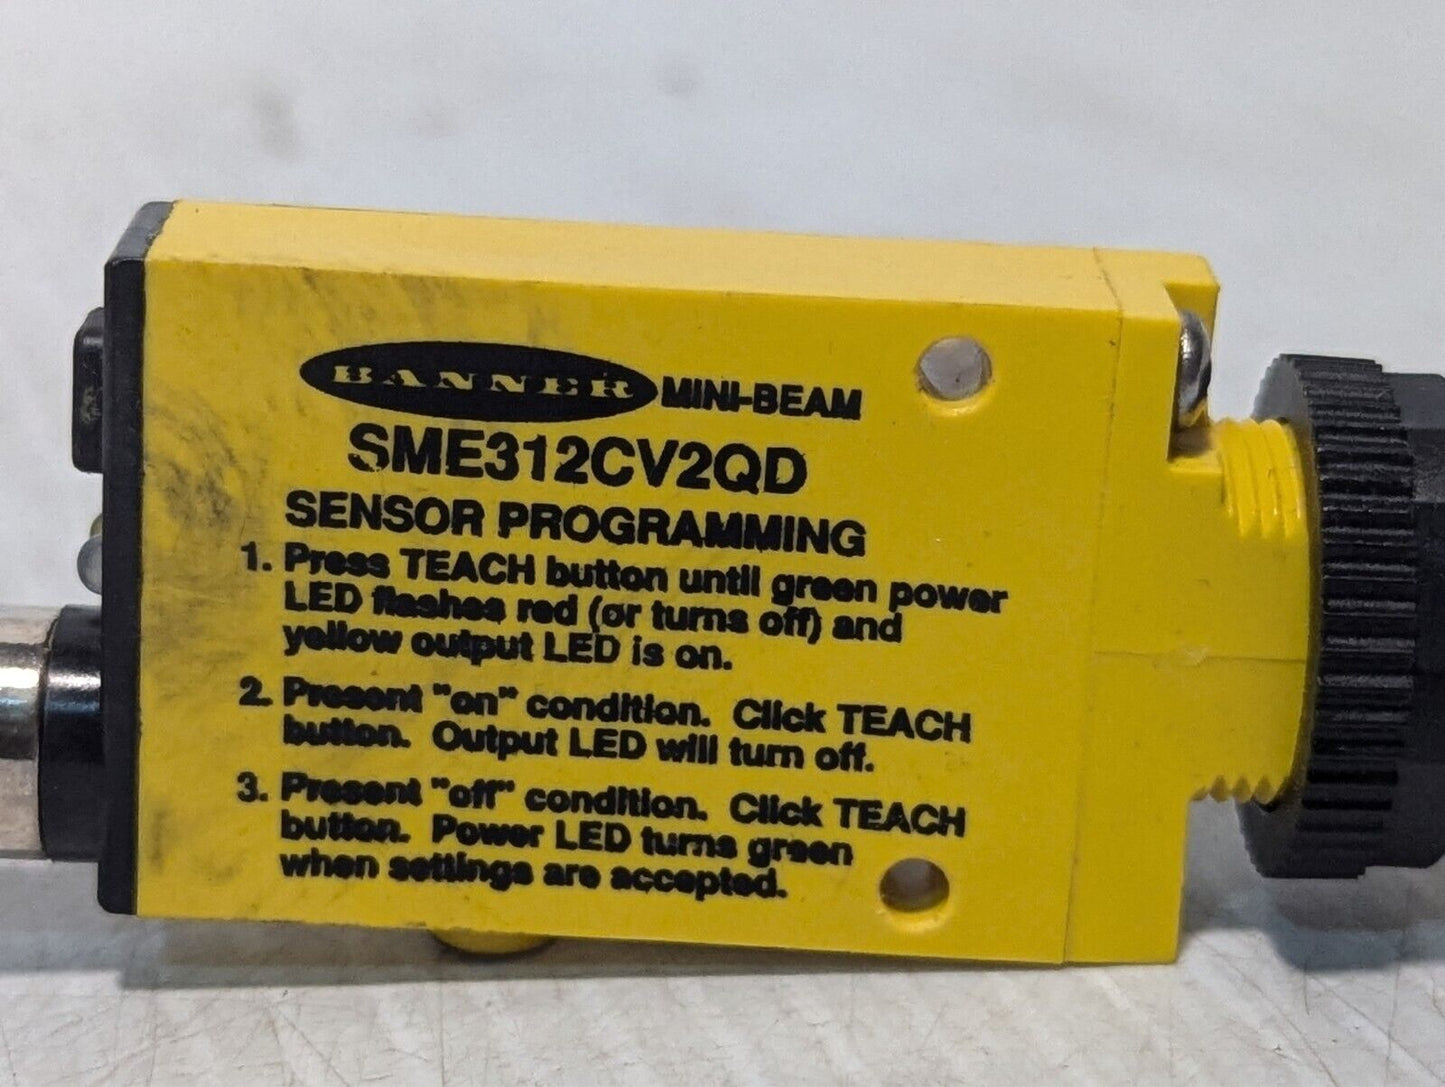 BANNER MINI-BEAM
SME312CV2QD
SENSOR PROGRAMMING
1. Press TEACH button until green power
LED flashes red (or turns off) and
yellow output LED is on.
2. Present "on" condition. Click TEACH
button. Output LED will turn off.
3. Present "off" condition. Click TEACH
button. Power LED turns green
when settings are accepted.